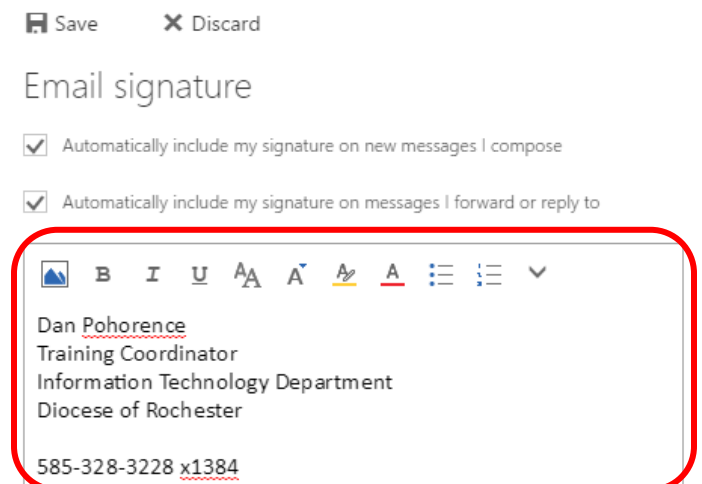 Save Discard
Email signature
Automatically include my signature on new messages I compose
Automatically include my signature on messages I forward or reply to
B I U AA A A A
Dan Pohorence
Training Coordinator
Information Technology Department
Diocese of Rochester
585-328-3228 x1384